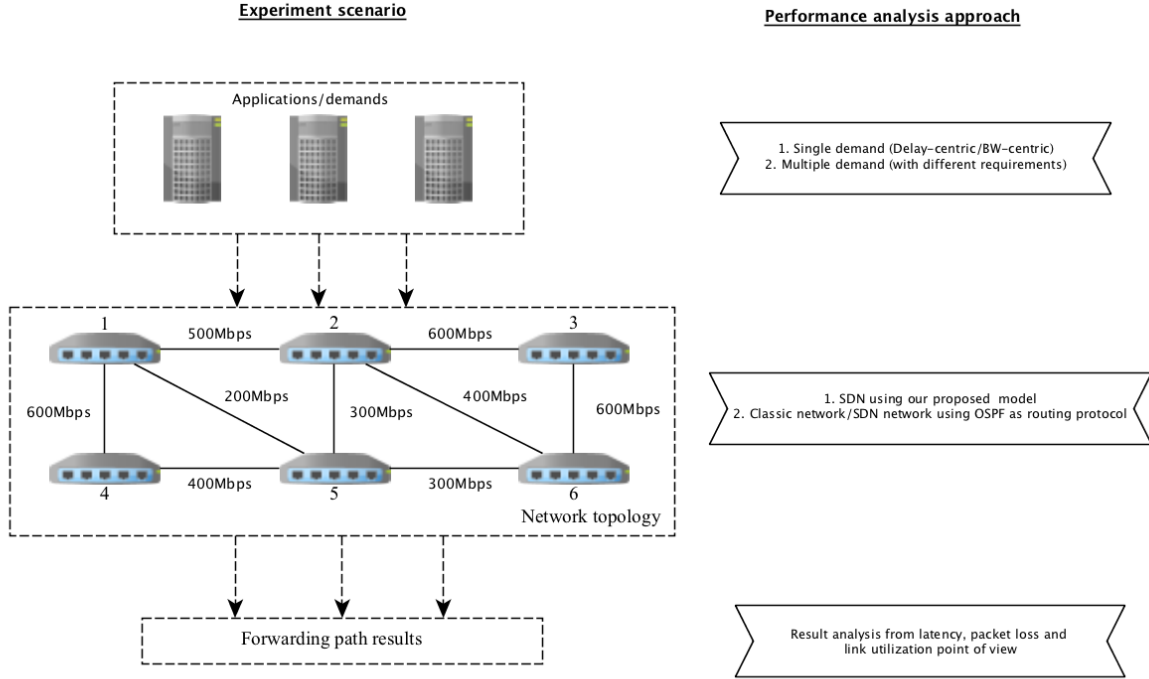 Experiment scenario
Performance analysis approach
Applications/demands
1. Single demand (Delay-centric/BW-centric)
2. Multiple demand (with different requirements)
1
2
3
500Mbps
600Mbps
600Mbps
200Mbps
300Mbps
400Mbps
600Mbps
1. SDN using our proposed model
2. Classic network/SDN network using OSPF as routing protocol
400Mbps
300Mbps
4
5
6
Network topology
Forwarding path results
Result analysis from latency, packet loss and
link utilization point of view